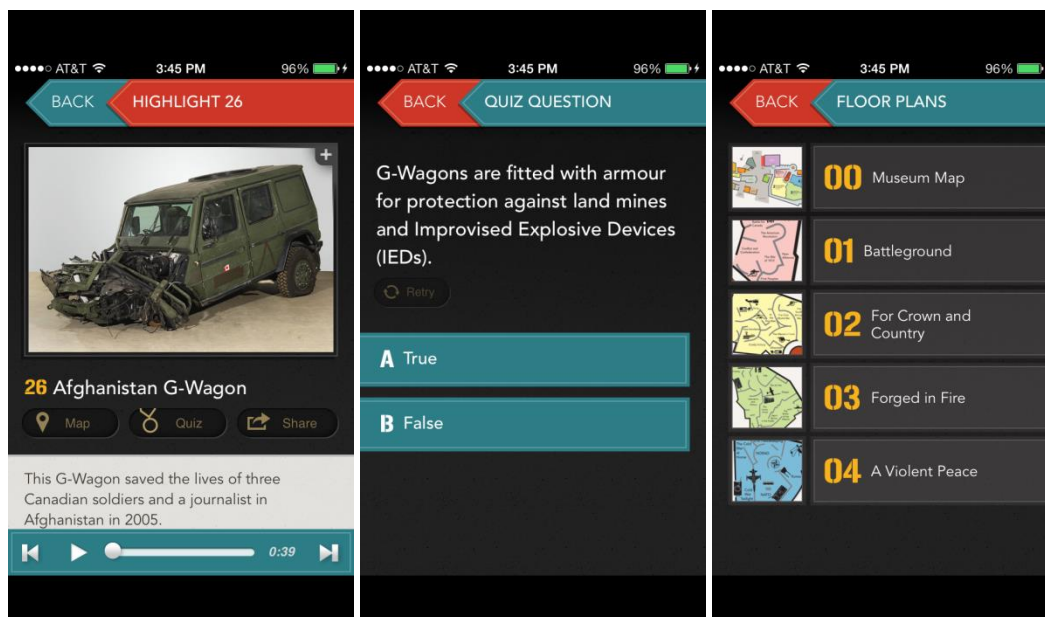 AT&T 3:45 PM 96%
BACK HIGHLIGHT 26
26 Afghanistan G-Wagon
Map Quiz Share
This G-Wagon saved the lives of three
Canadian soldiers and a journalist in
Afghanistan in 2005.
0:39
AT&T 3:45 PM 96%
BACK QUIZ QUESTION
G-Wagons are fitted with armour
for protection against land mines
and Improvised Explosive Devices
(IEDs).
Retry
A True
B False
AT&T 3:45 PM 96%
BACK FLOOR PLANS
00 Museum Map
01 Battleground
02 For Crown and
Country
03 Forged in Fire
04 A Violent Peace